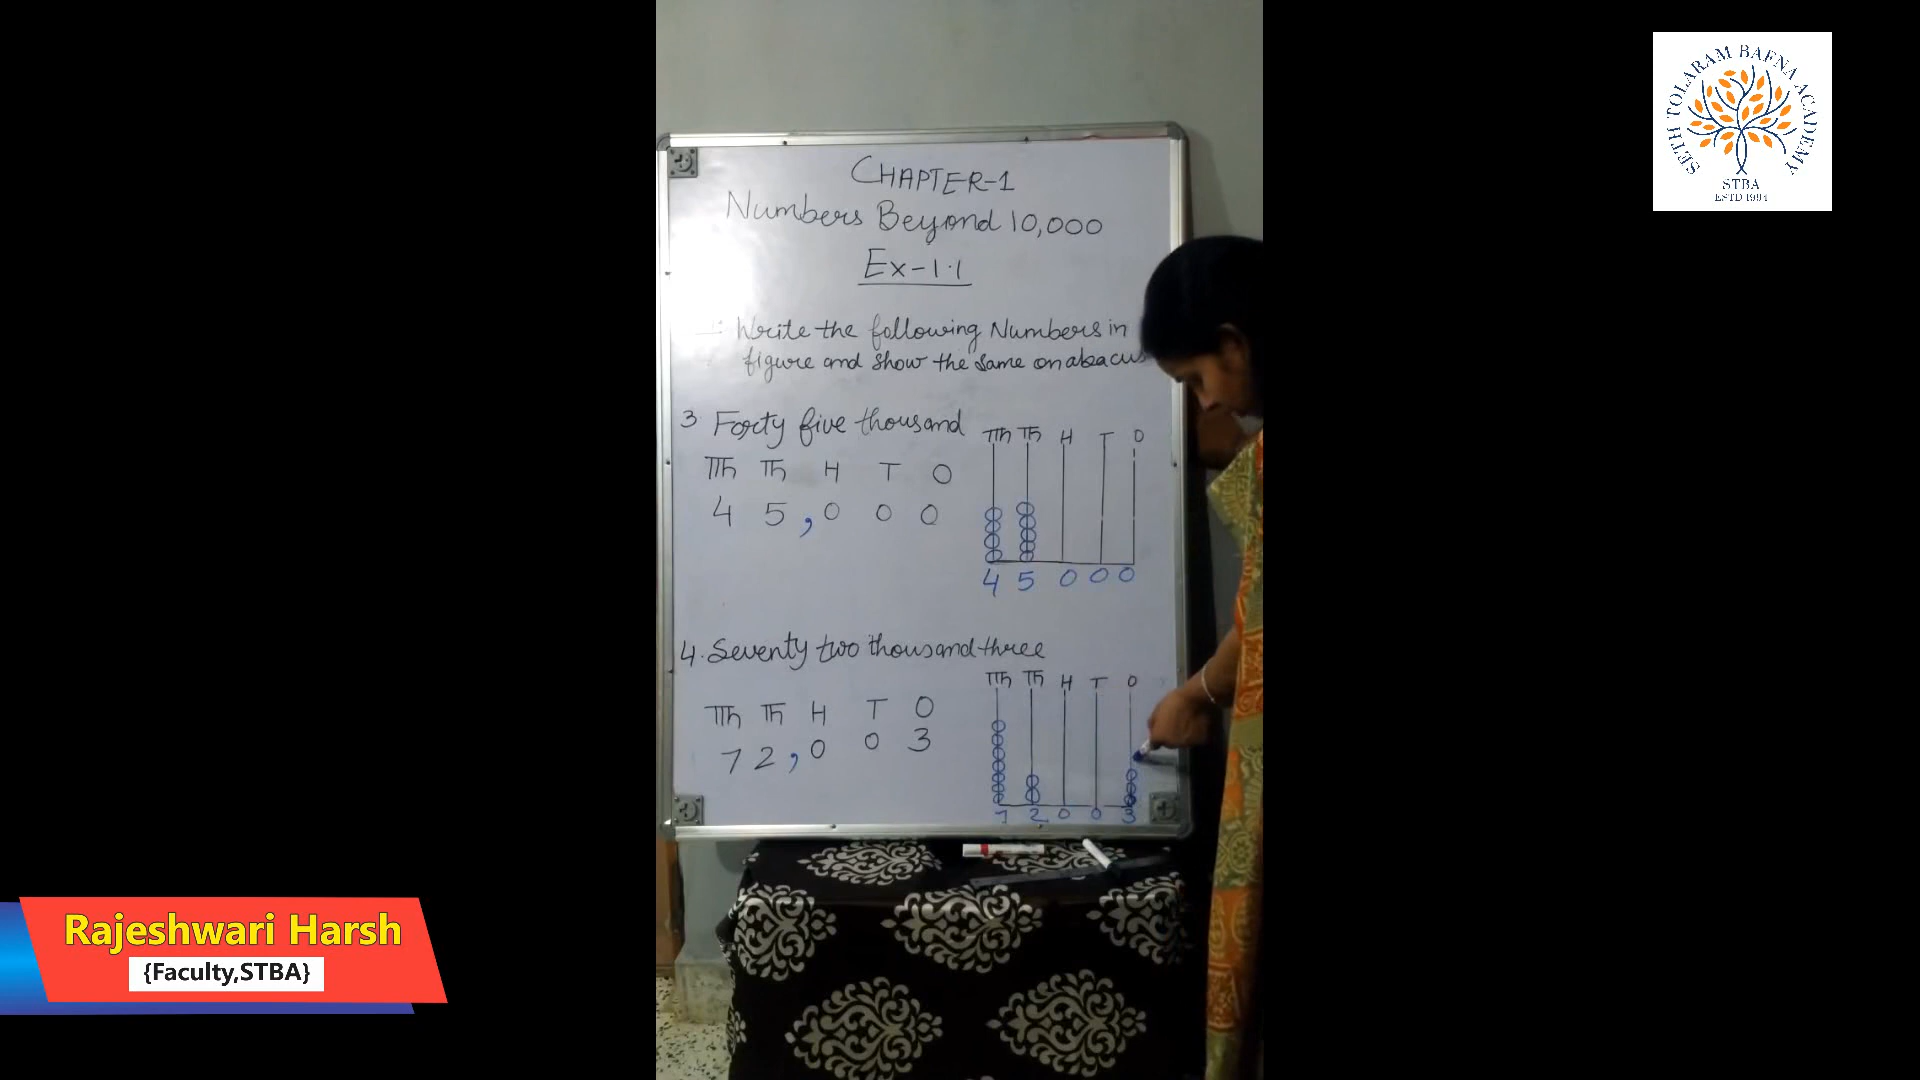 SETH TOLARAM BAFNA ACADEMY
STBA
ESTD 1994
CHAPTER-1
Numbers Beyond 10,000
Ex-1.1
Write the following Numbers in
figure and show the same on abacus
3. Forty five thousand
TTh Th H T O
4 5, 0 0 0
TTh Th H T O
4 5 0 0 0
4. Seventy two thousand three
TTh Th H T O
7 2, 0 0 3
TTh Th H T O
7 2 0 0 3
Rajeshwari Harsh
{Faculty,STBA}